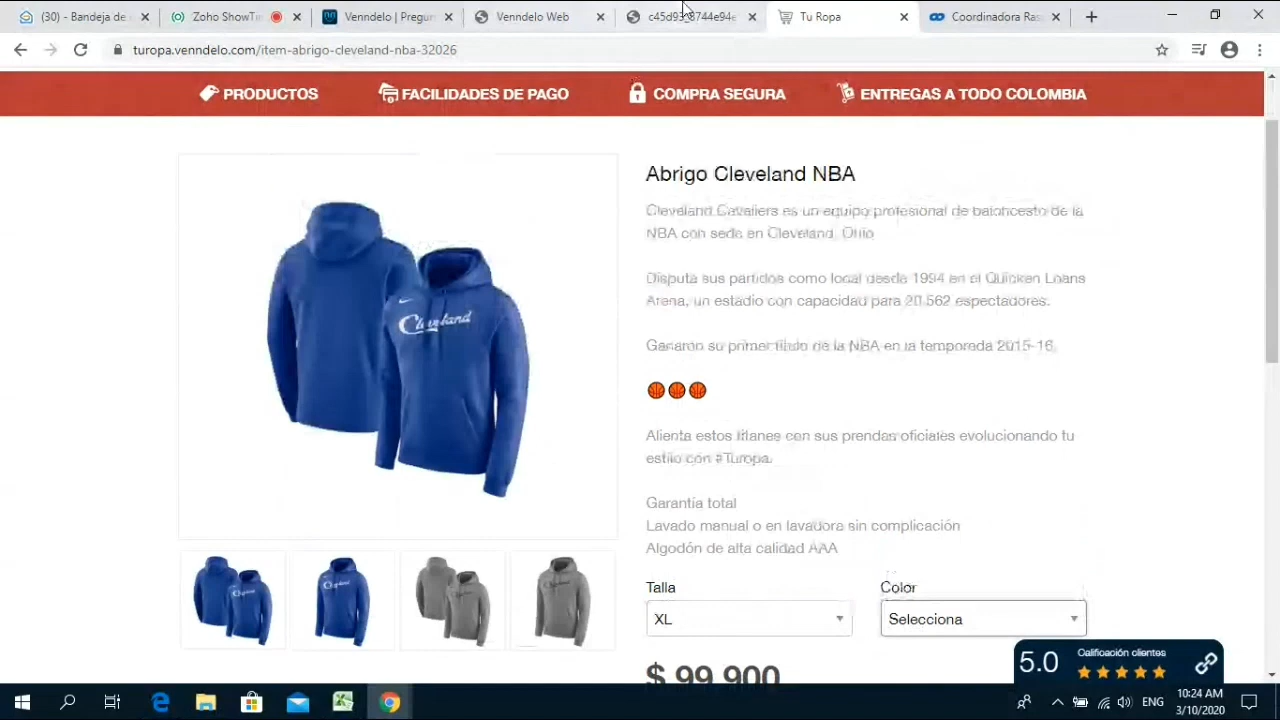 (30)· Bandeja de
Zoho ShowTi
Venndelo | Pregu
Venndelo Web
Tu Ropa
Coordinadora Ras
turopa.venndelo.com/item-abrigo-cleveland-nba-32026
PRODUCTOS
FACILIDADES DE PAGO
COMPRA SEGURA
ENTREGAS A TODO COLOMBIA
Abrigo Cleveland NBA
Cleveland Cavaliers es un equipo profesional de baloncesto de la
NBA con sede en Cleveland, Ohio
Disputa sus partidos como local desde 1994 en el Quicken Loans
Arena, un estadio con capacidad para 20.562 espectadores.
Ganaron su primer título de la NBA en la temporada 2015-16.
Alienta estos titanes con sus prendas oficiales evolucionando tu
estilo con #Turopa.
Garantía total
Lavado manual o en lavadora sin complicación
Algodón de alta calidad AAA
Talla
Color
XL
Selecciona
$ 99.900
5.0
Calificación clientes
Cleveland
ENG
10:24 AM
3/10/2020